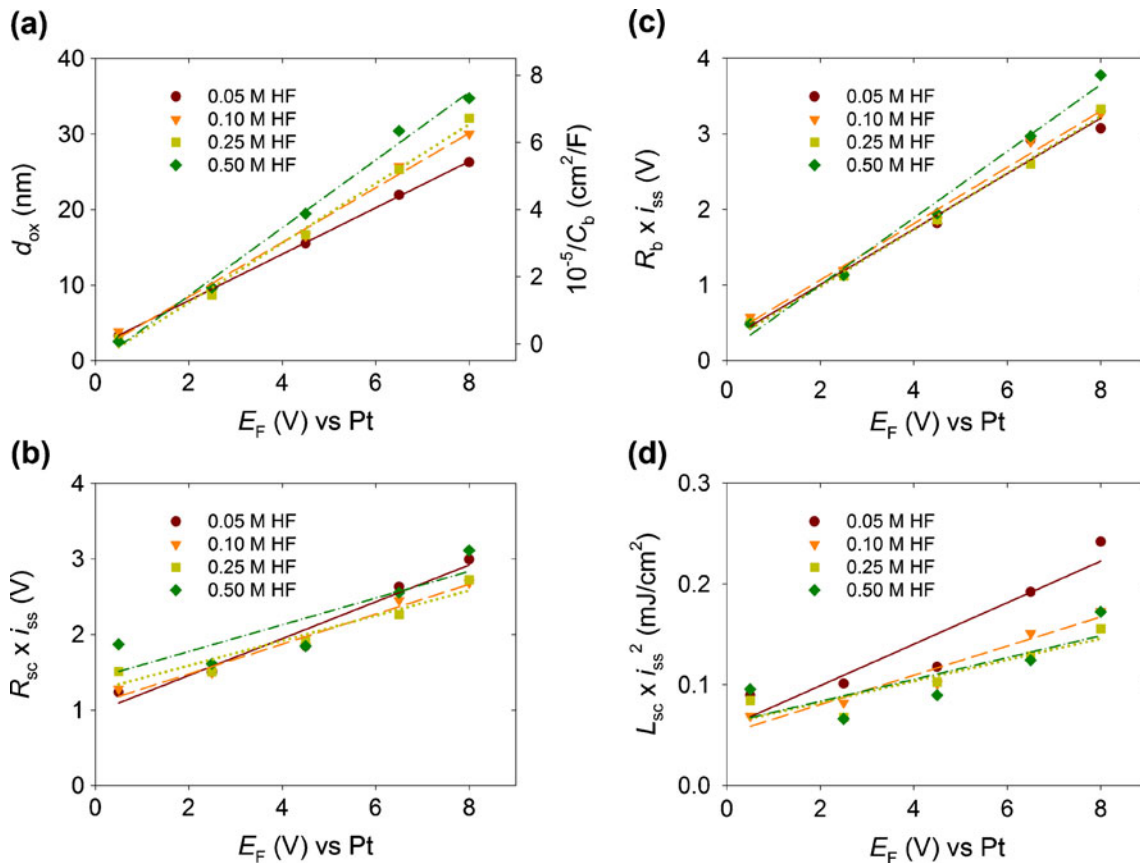 (a)
40
30
20
10
0
d_ox (nm)
8
6
4
2
0
10^-5/C_b (cm^2/F)
0.05 M HF
0.10 M HF
0.25 M HF
0.50 M HF
0 2 4 6 8
E_F (V) vs Pt
(c)
4
3
2
1
0
R_b x i_ss (V)
0.05 M HF
0.10 M HF
0.25 M HF
0.50 M HF
0 2 4 6 8
E_F (V) vs Pt
(b)
4
3
2
1
0
R_sc x i_ss (V)
0.05 M HF
0.10 M HF
0.25 M HF
0.50 M HF
0 2 4 6 8
E_F (V) vs Pt
(d)
0.3
0.2
0.1
0.0
L_sc x i_ss^2 (mJ/cm^2)
0.05 M HF
0.10 M HF
0.25 M HF
0.50 M HF
0 2 4 6 8
E_F (V) vs Pt